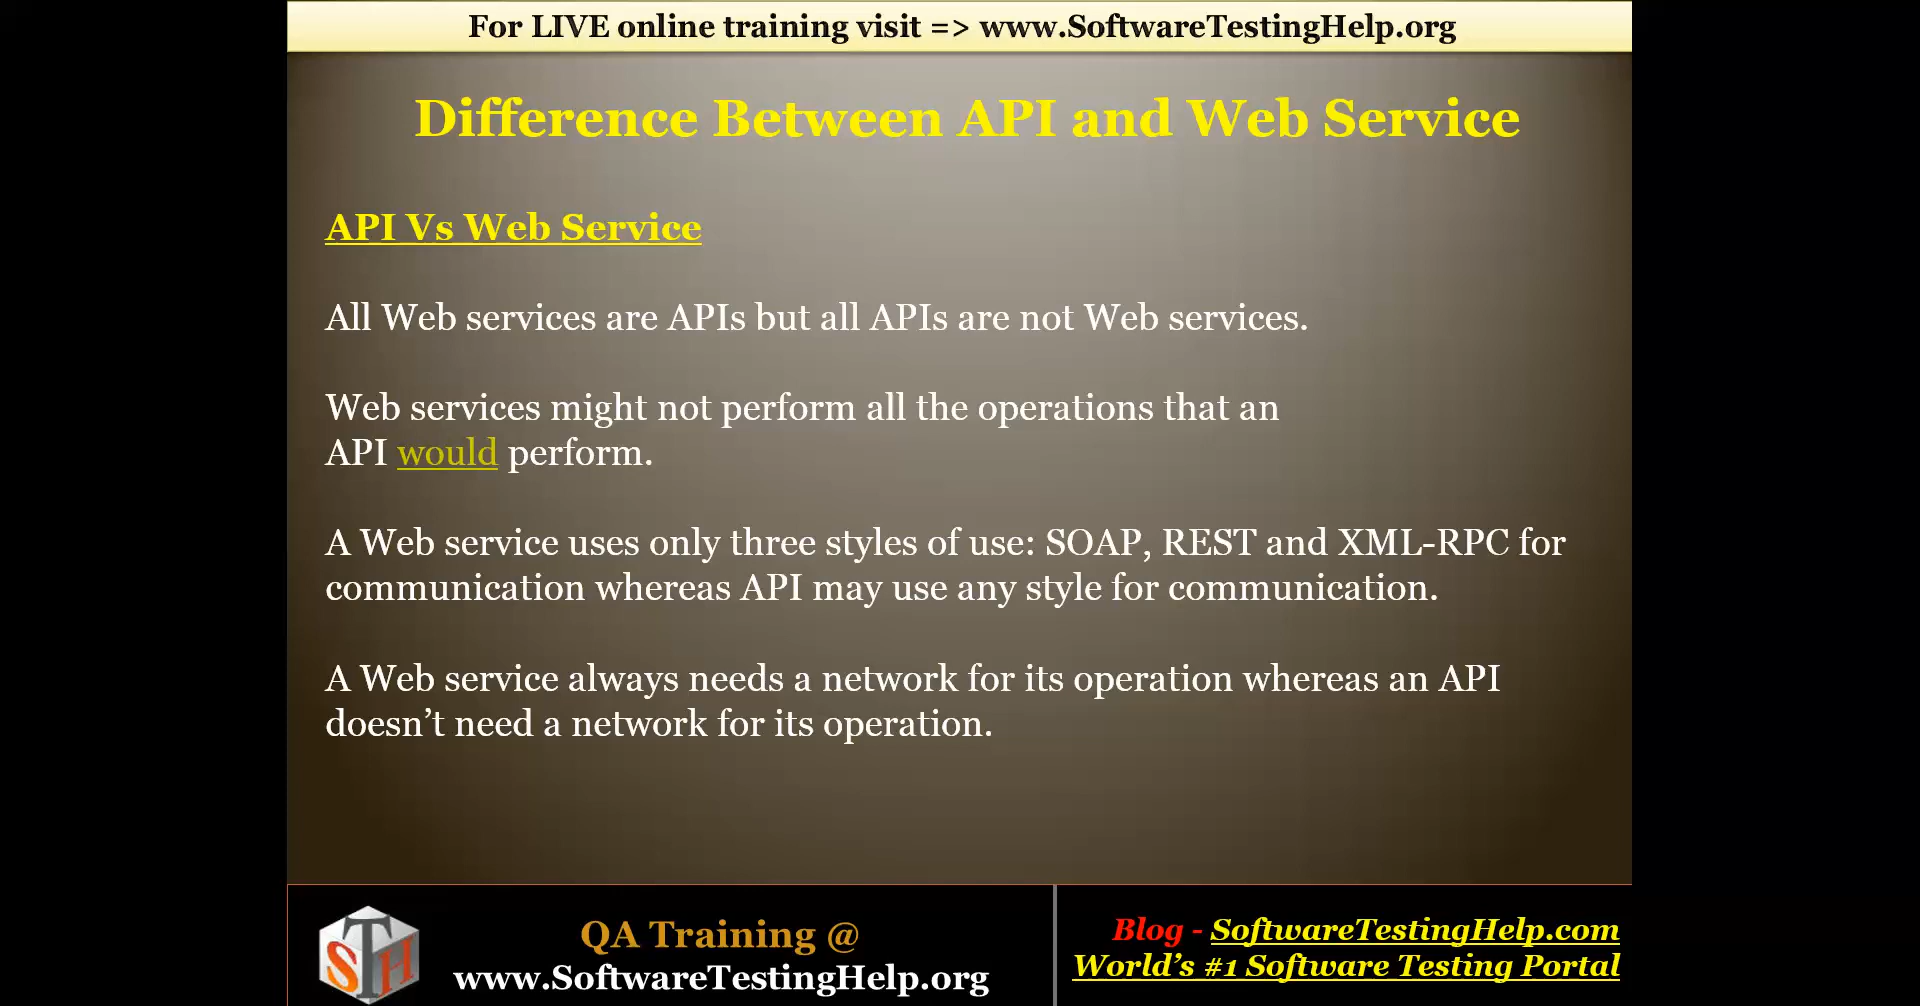 For LIVE online training visit => www.SoftwareTestingHelp.org
Difference Between API and Web Service
API Vs Web Service
All Web services are APIs but all APIs are not Web services.
Web services might not perform all the operations that an
API would perform.
A Web service uses only three styles of use: SOAP, REST and XML-RPC for
communication whereas API may use any style for communication.
A Web service always needs a network for its operation whereas an API
doesn’t need a network for its operation.
STH
QA Training @
www.SoftwareTestingHelp.org
Blog - SoftwareTestingHelp.com
World’s #1 Software Testing Portal